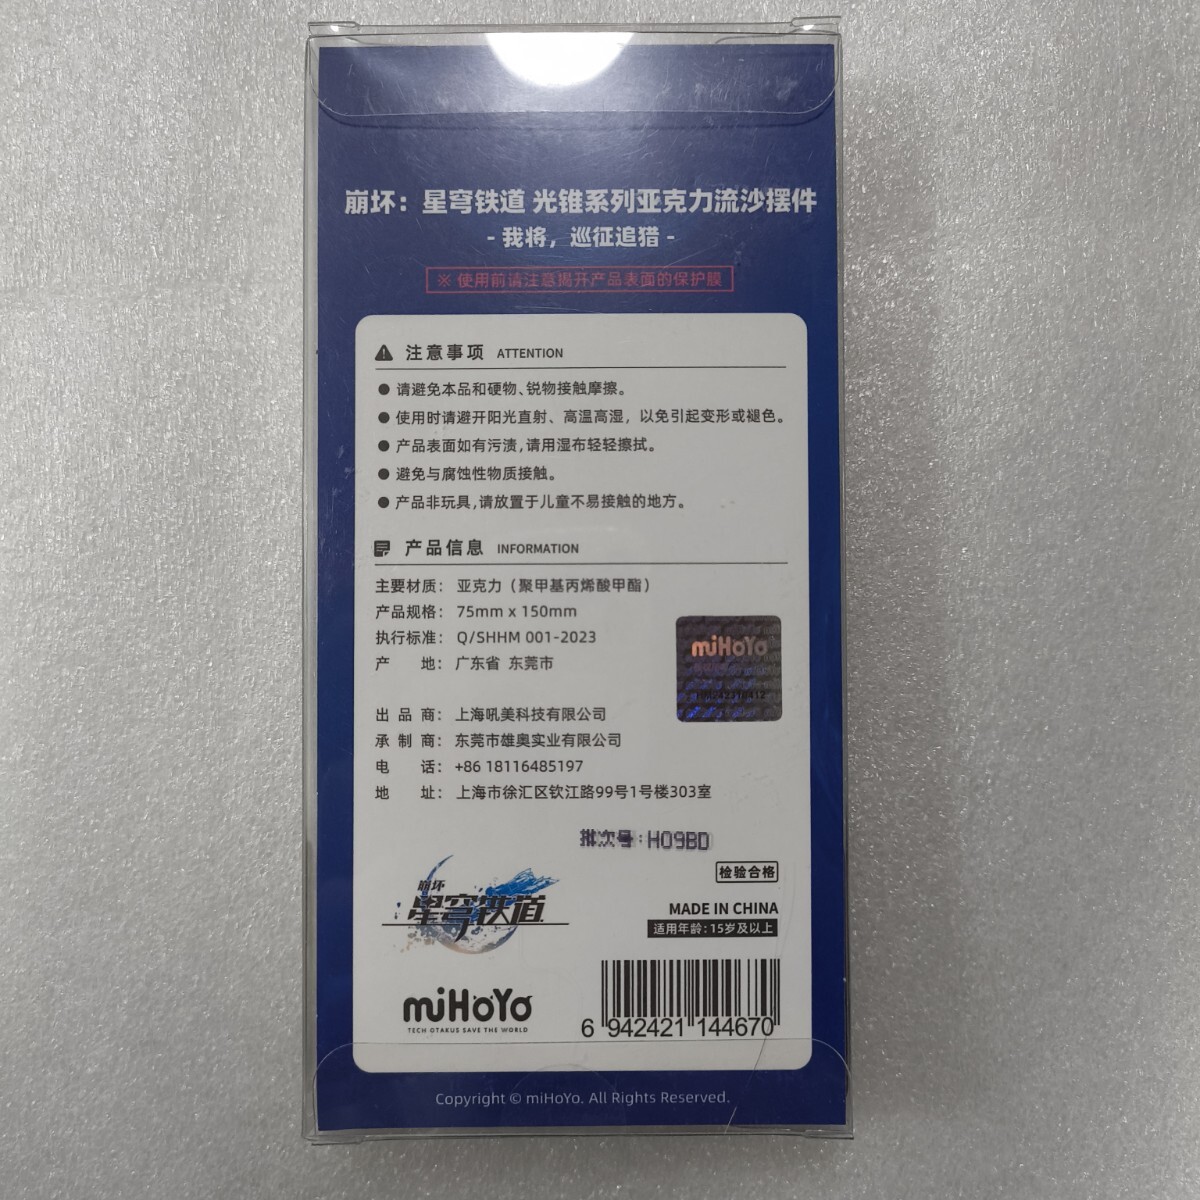 崩坏：星穹铁道 光锥系列亚克力流沙摆件
- 我将，巡征追猎 -
※ 使用前请注意揭开产品表面的保护膜
注意事项 ATTENTION
● 请避免本品和硬物、锐物接触摩擦。
● 使用时请避开阳光直射、高温高湿，以免引起变形或褪色。
● 产品表面如有污渍，请用湿布轻轻擦拭。
● 避免与腐蚀性物质接触。
● 产品非玩具，请放置于儿童不易接触的地方。
产品信息 INFORMATION
主要材质： 亚克力（聚甲基丙烯酸甲酯）
产品规格： 75mm x 150mm
执行标准： Q/SHHM 001-2023
产 地： 广东省 东莞市
miHoYo
出 品 商： 上海吼美科技有限公司
承 制 商： 东莞市雄奥实业有限公司
电 话： +86 18116485197
地 址： 上海市徐汇区钦江路99号1号楼303室
批次号：H09BD
检验合格
崩坏
星穹铁道
MADE IN CHINA
适用年龄：15岁及以上
miHoYo
TECH OTAKUS SAVE THE WORLD
6 942421 144670
Copyright © miHoYo. All Rights Reserved.